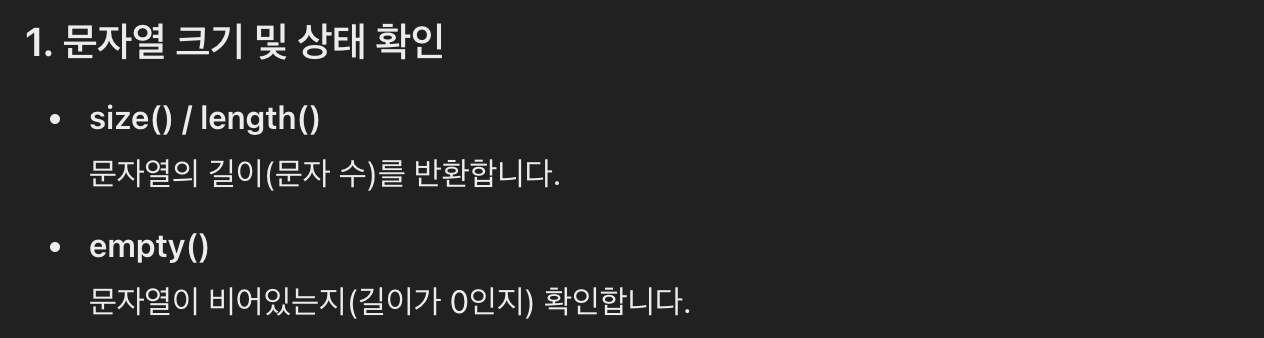 1. 문자열 크기 및 상태 확인
• size() / length()
문자열의 길이(문자 수)를 반환합니다.
• empty()
문자열이 비어있는지(길이가 0인지) 확인합니다.